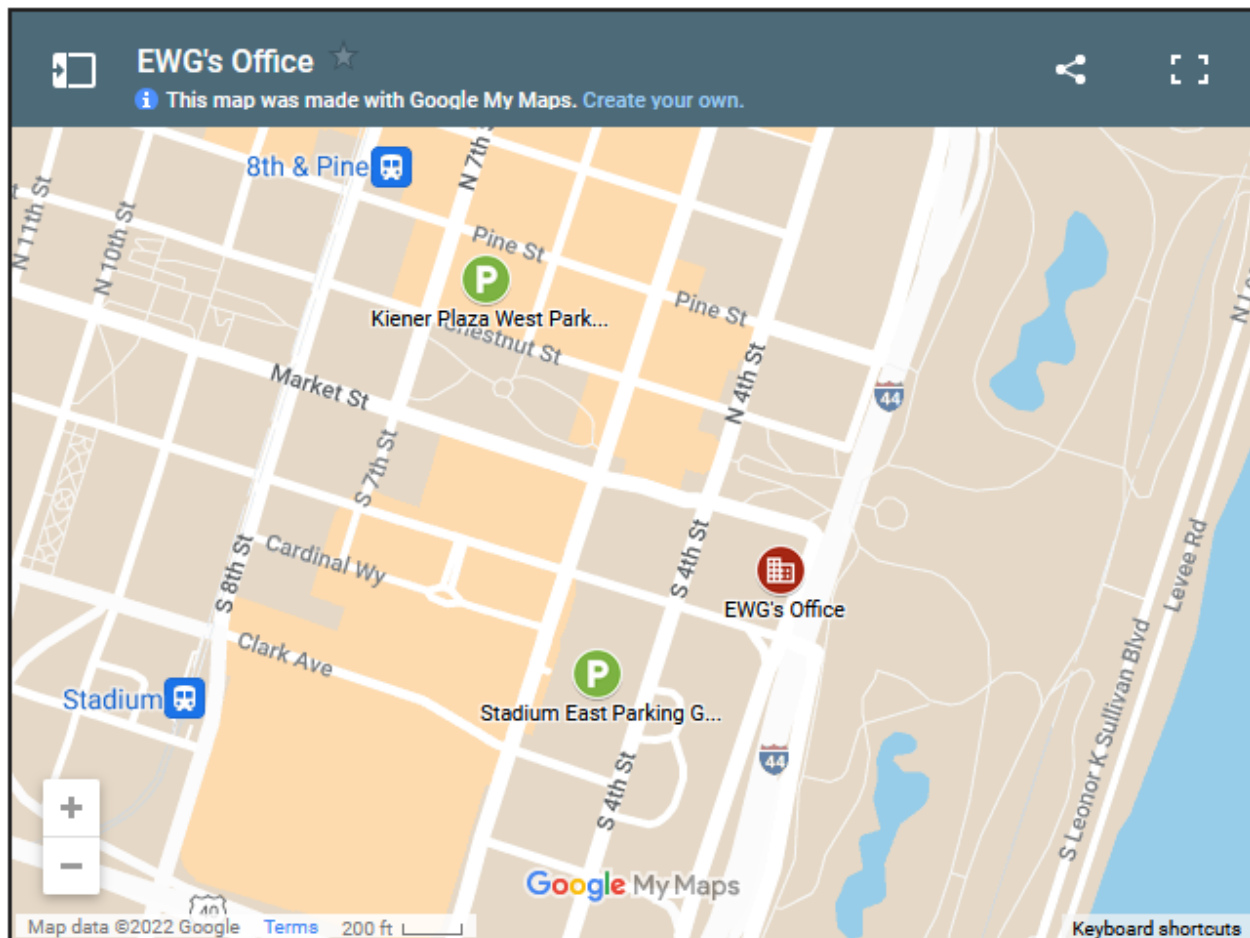 EWG's Office
This map was made with Google My Maps. Create your own.
8th & Pine
N 7th S
N 11th St
N 10th St
Pine St
Kiener Plaza West Park...
Chestnut St
Pine St
Market St
N 4th St
44
S 7th St
S 4th St
Cardinal Wy
S 8th St
EWG's Office
Levee Rd
Clark Ave
Stadium
Stadium East Parking G...
S Leonor K Sullivan Blvd
44
S 4th St
Google My Maps
40
Map data ©2022 Google Terms 200 ft
Keyboard shortcuts